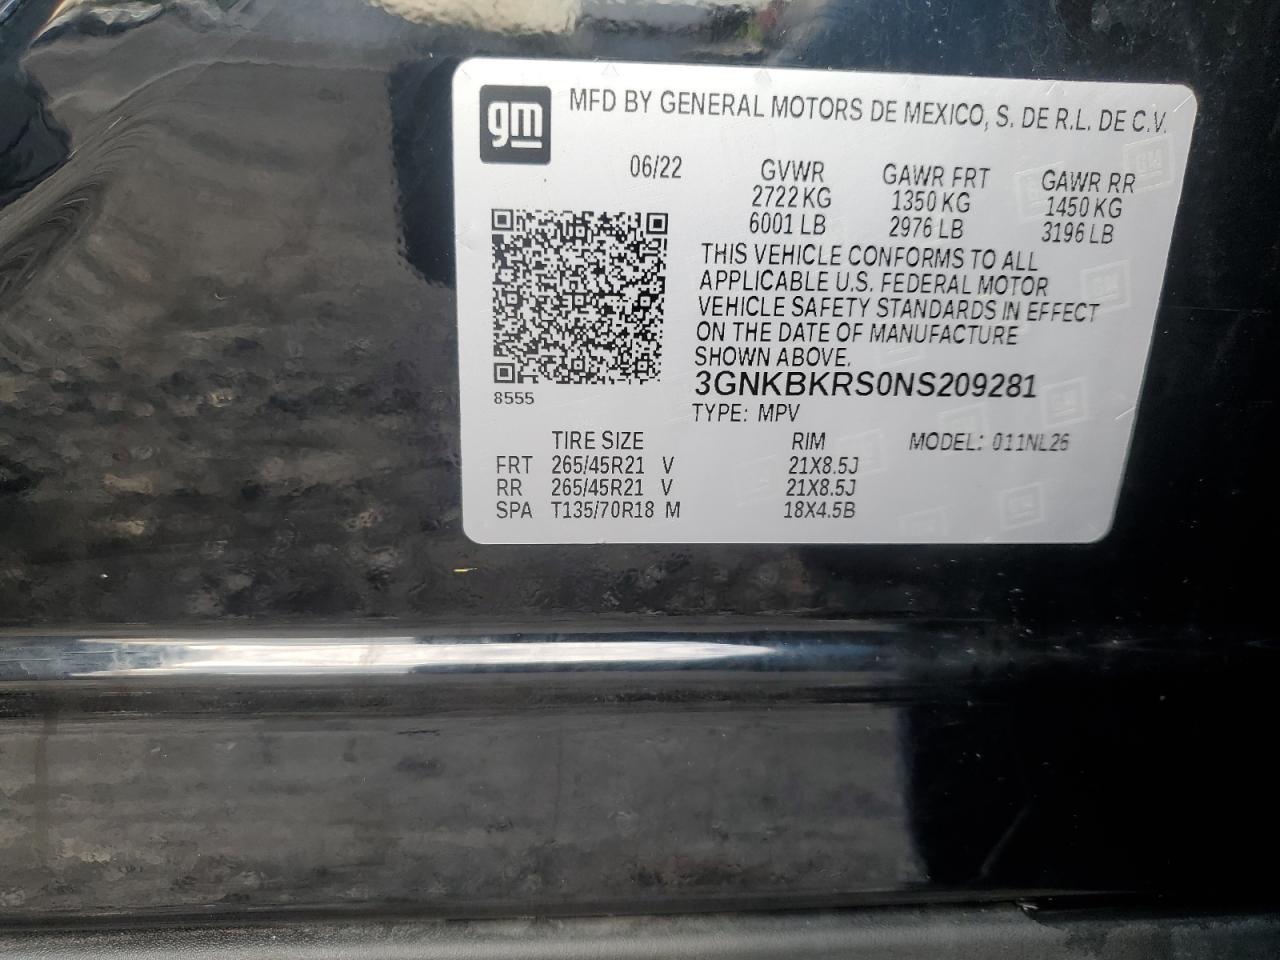 gm
MFD BY GENERAL MOTORS DE MEXICO, S. DE R.L. DE C.V.
06/22 GVWR GAWR FRT GAWR RR
2722 KG 1350 KG 1450 KG
6001 LB 2976 LB 3196 LB
THIS VEHICLE CONFORMS TO ALL
APPLICABLE U.S. FEDERAL MOTOR
VEHICLE SAFETY STANDARDS IN EFFECT
ON THE DATE OF MANUFACTURE
SHOWN ABOVE.
3GNKBKRS0NS209281
8555
TYPE: MPV
TIRE SIZE RIM MODEL: 011NL26
FRT 265/45R21 V 21X8.5J
RR 265/45R21 V 21X8.5J
SPA T135/70R18 M 18X4.5B